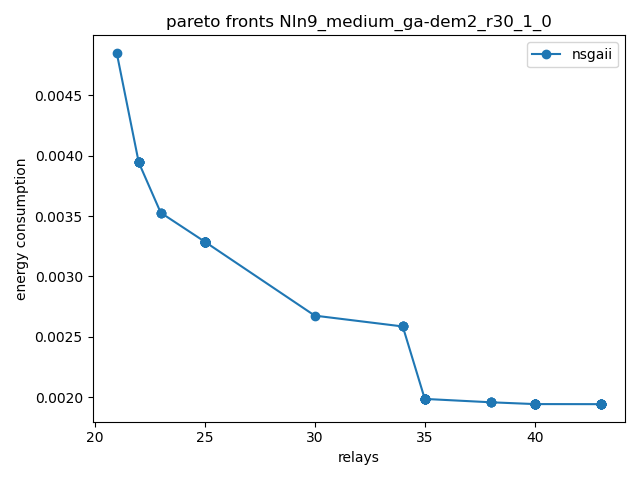 pareto fronts NIn9_medium_ga-dem2_r30_1_0
nsgaii
energy consumption
0.0045
0.0040
0.0035
0.0030
0.0025
0.0020
20 25 30 35 40
relays